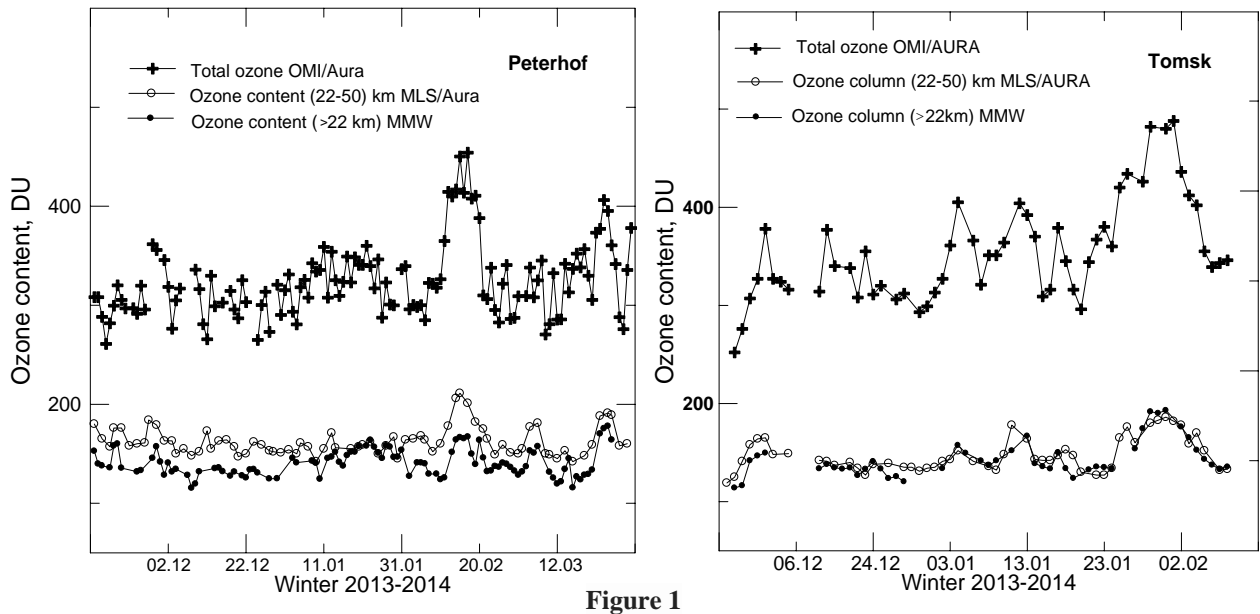 Peterhof
Total ozone OMI/Aura
Ozone content (22-50) km MLS/Aura
Ozone content (>22 km) MMW
Ozone content, DU
400
200
02.12 22.12 11.01 31.01 20.02 12.03
Winter 2013-2014
Tomsk
Total ozone OMI/AURA
Ozone column (22-50) km MLS/AURA
Ozone column (>22km) MMW
Ozone content, DU
400
200
06.12 24.12 03.01 13.01 23.01 02.02
Winter 2013-2014
Figure 1